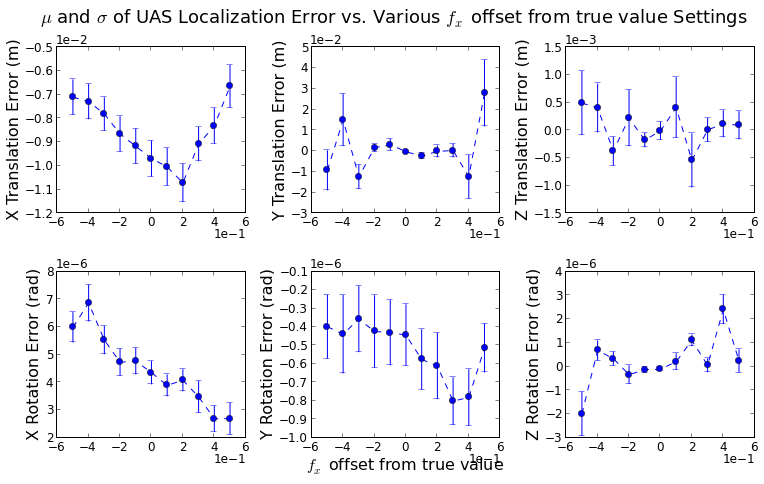 μ and σ of UAS Localization Error vs. Various f_x offset from true value Settings
1e−2
−0.5
−0.6
−0.7
−0.8
−0.9
−1.0
−1.1
−1.2
X Translation Error (m)
−6 −4 −2 0 2 4 6
1e−1
1e−2
5
4
3
2
1
0
−1
−2
−3
Y Translation Error (m)
−6 −4 −2 0 2 4 6
1e−1
1e−3
1.5
1.0
0.5
0.0
−0.5
−1.0
−1.5
Z Translation Error (m)
−6 −4 −2 0 2 4 6
1e−1
1e−6
8
7
6
5
4
3
2
X Rotation Error (rad)
−6 −4 −2 0 2 4 6
1e−1
1e−6
−0.1
−0.2
−0.3
−0.4
−0.5
−0.6
−0.7
−0.8
−0.9
−1.0
Y Rotation Error (rad)
−6 −4 −2 0 2 4 6
1e−1
1e−6
4
3
2
1
0
−1
−2
−3
Z Rotation Error (rad)
−6 −4 −2 0 2 4 6
1e−1
f_x offset from true value